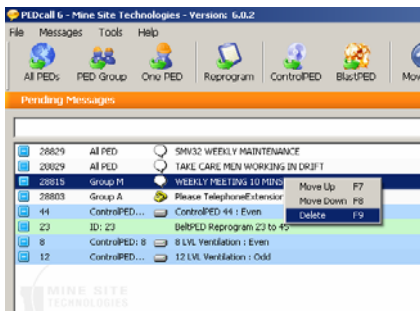 PEDcall 6 - Mine Site Technologies - Version: 6.0.2
File Messages Tools Help
All PEDs PED Group One PED Reprogram ControlPED BlastPED Mov
Pending Messages
28829 All PED SMV32 WEEKLY MAINTENANCE
28829 All PED TAKE CARE MEN WORKING IN DRIFT
28815 Group M WEEKLY MEETING 10 MINS
Move Up F7
Move Down F8
Delete F9
28803 Group A Please TelephoneExtension
44 ControlPED... ControlPED 44 : Even
23 ID: 23 BeltPED Reprogram 23 to 45
8 ControlPED: 8 8 LVL Ventilation : Even
12 ControlPED... 12 LVL Ventilation : Odd
MINE SITE
TECHNOLOGIES